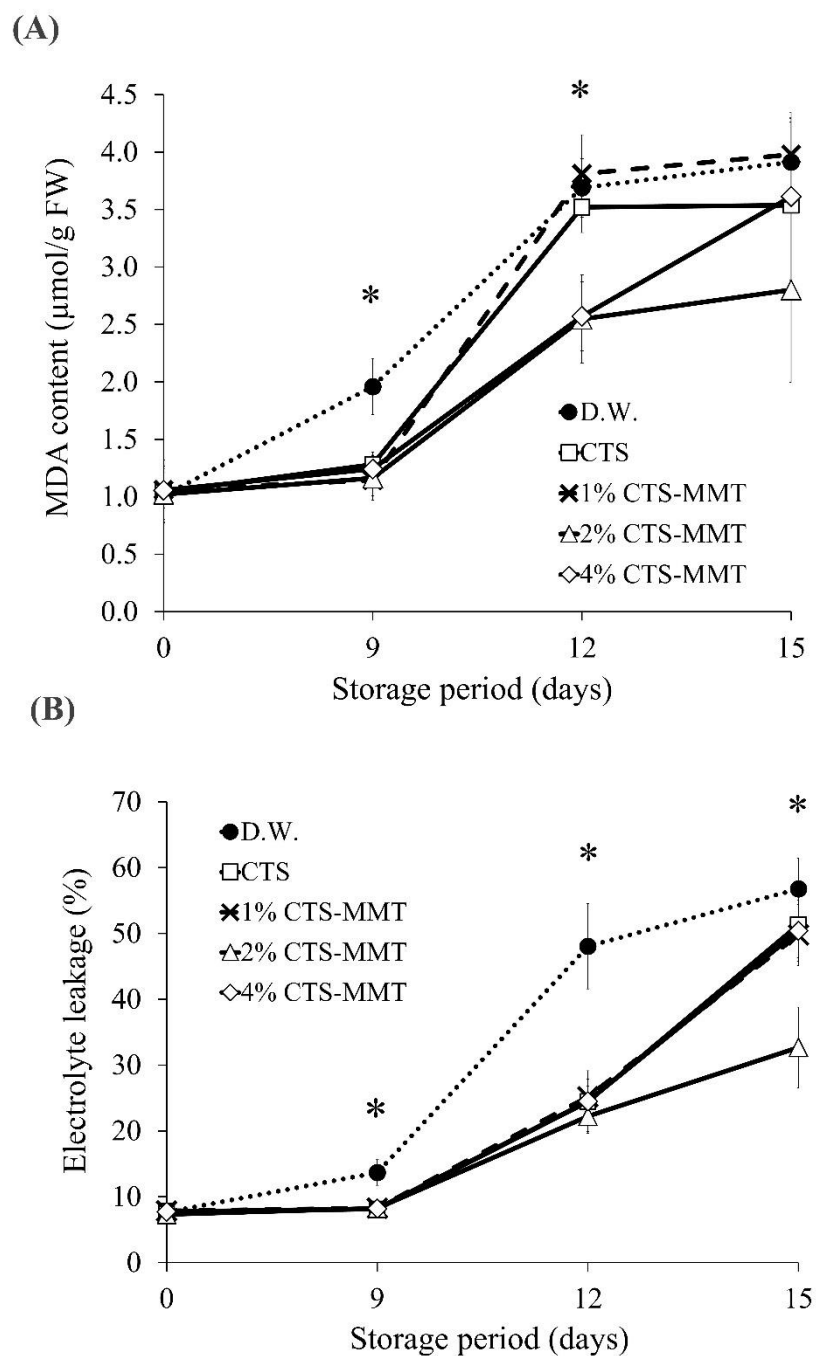 (A)
MDA content (μmol/g FW)
4.5
4.0
3.5
3.0
2.5
2.0
1.5
1.0
0.5
0.0
*
*
D.W.
CTS
1% CTS-MMT
2% CTS-MMT
4% CTS-MMT
0 9 12 15
Storage period (days)
(B)
Electrolyte leakage (%)
70
60
50
40
30
20
10
0
*
*
*
D.W.
CTS
1% CTS-MMT
2% CTS-MMT
4% CTS-MMT
0 9 12 15
Storage period (days)